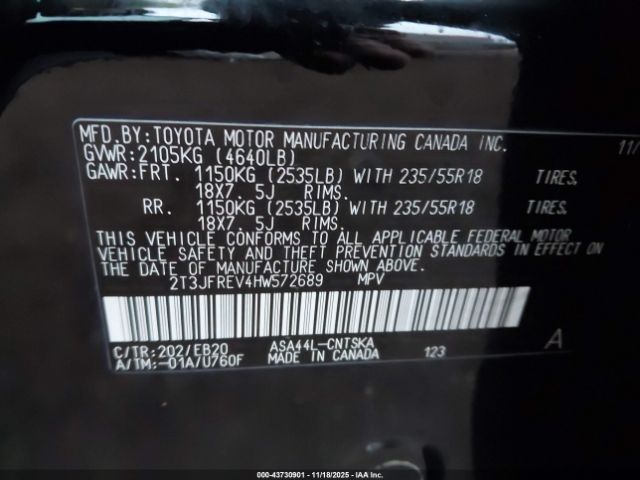 MFD.BY:TOYOTA MOTOR MANUFACTURING CANADA INC. 11/
GVWR:2105KG (4640LB)
GAWR:FRT. 1150KG (2535LB) WITH 235/55R18 TIRES,
18X7. 5J RIMS.
RR. 1150KG (2535LB) WITH 235/55R18 TIRES,
18X7. 5J RIMS.
THIS VEHICLE CONFORMS TO ALL APPLICABLE FEDERAL MOTOR
VEHICLE SAFETY AND THEFT PREVENTION STANDARDS IN EFFECT ON
THE DATE OF MANUFACTURE SHOWN ABOVE.
2T3JFREV4HW572689 MPV
C/TR:202/EB20 ASA44L-CNTSKA A
A/TM:-01A/U760F MADE IN CANADA 123
000-43730901 - 11/18/2025 - IAA Inc.